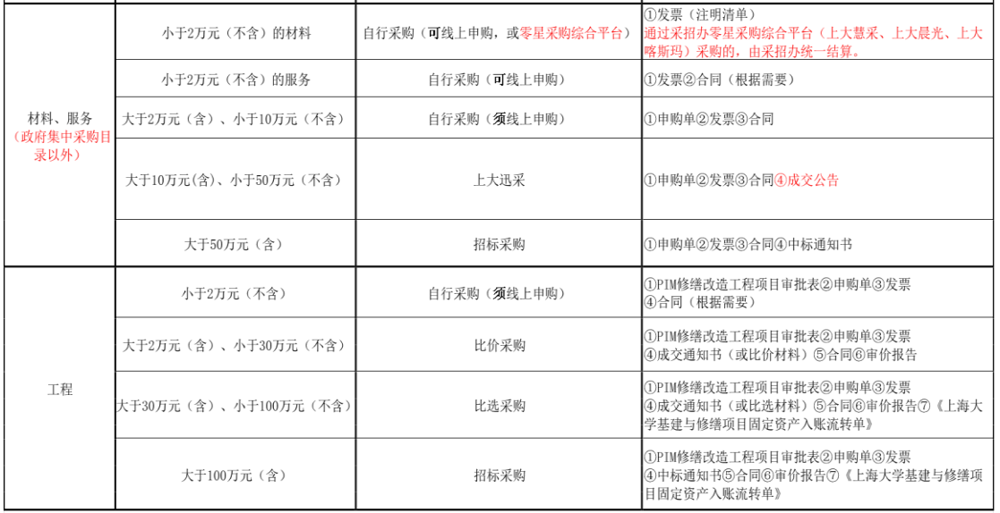 小于2万元（不含）的材料
自行采购（可线上申购，或零星采购综合平台）
①发票（注明清单）
通过采招办零星采购综合平台（上大慧采、上大晨光、上大
喀斯玛）采购的，由采招办统一结算。
小于2万元（不含）的服务
自行采购（可线上申购）
①发票②合同（根据需要）
材料、服务
（政府集中采购目
录以外）
大于2万元（含）、小于10万元（不含）
自行采购（须线上申购）
①申购单②发票③合同
大于10万元(含)、小于50万元（不含）
上大迅采
①申购单②发票③合同④成交公告
大于50万元（含）
招标采购
①申购单②发票③合同④中标通知书
小于2万元（不含）
自行采购（须线上申购）
①PIM修缮改造工程项目审批表②申购单③发票
④合同（根据需要）
大于2万元（含）、小于30万元（不含）
比价采购
①PIM修缮改造工程项目审批表②申购单③发票
④成交通知书（或比价材料）⑤合同⑥审价报告
工程
大于30万元（含）、小于100万元（不含）
比选采购
①PIM修缮改造工程项目审批表②申购单③发票
④成交通知书（或比选材料）⑤合同⑥审价报告⑦《上海大
学基建与修缮项目固定资产入账流转单》
大于100万元（含）
招标采购
①PIM修缮改造工程项目审批表②申购单③发票
④中标通知书⑤合同⑥审价报告⑦《上海大学基建与修缮项
目固定资产入账流转单》